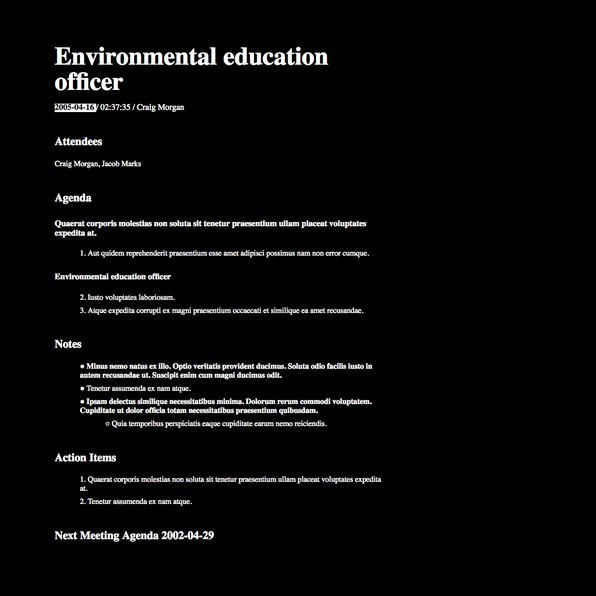 Environmental education
officer
2005-04-16 / 02:37:35 / Craig Morgan
Attendees
Craig Morgan, Jacob Marks
Agenda
Quaerat corporis molestias non soluta sit tenetur praesentium ullam placeat voluptates
expedita at.
1. Aut quidem reprehenderit praesentium esse amet adipisci possimus nam non error cumque.
Environmental education officer
2. Iusto voluptates laboriosam.
3. Atque expedita corrupti ex magni praesentium occaecati et similique ea amet recusandae.
Notes
● Minus nemo natus ex illo. Optio veritatis provident ducimus. Soluta odio facilis iusto in
autem recusandae ut. Suscipit enim cum magni ducimus odit.
● Tenetur assumenda ex nam atque.
● Ipsam delectus similique necessitatibus minima. Dolorum rerum commodi voluptatem.
Cupiditate ut dolor officia totam necessitatibus praesentium quibusdam.
○ Quia temporibus perspiciatis eaque cupiditate earum nemo reiciendis.
Action Items
1. Quaerat corporis molestias non soluta sit tenetur praesentium ullam placeat voluptates expedita
at.
2. Tenetur assumenda ex nam atque.
Next Meeting Agenda 2002-04-29